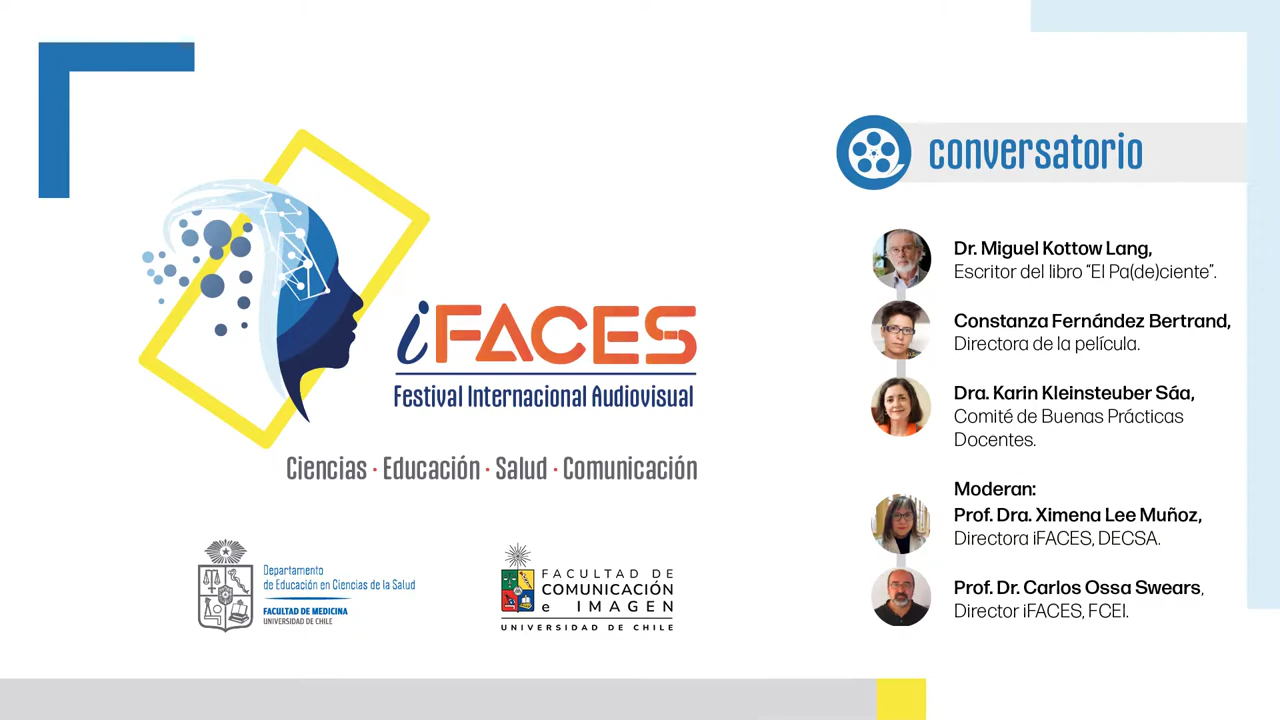 iFACES
Festival Internacional Audiovisual
Ciencias · Educación · Salud · Comunicación
Departamento
de Educación en Ciencias de la Salud
FACULTAD DE MEDICINA
UNIVERSIDAD DE CHILE
FACULTAD DE
COMUNICACIÓN
e IMAGEN
UNIVERSIDAD DE CHILE
conversatorio
Dr. Miguel Kottow Lang,
Escritor del libro “El Pa(de)ciente”.
Constanza Fernández Bertrand,
Directora de la película.
Dra. Karin Kleinsteuber Sáa,
Comité de Buenas Prácticas
Docentes.
Moderan:
Prof. Dra. Ximena Lee Muñoz,
Directora iFACES, DECSA.
Prof. Dr. Carlos Ossa Swears,
Director iFACES, FCEI.